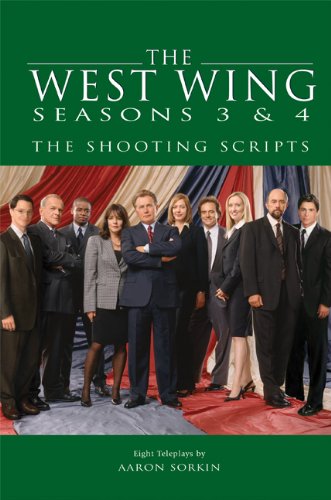 THE
WEST WING
SEASONS 3 & 4
THE SHOOTING SCRIPTS
Eight Teleplays by
AARON SORKIN